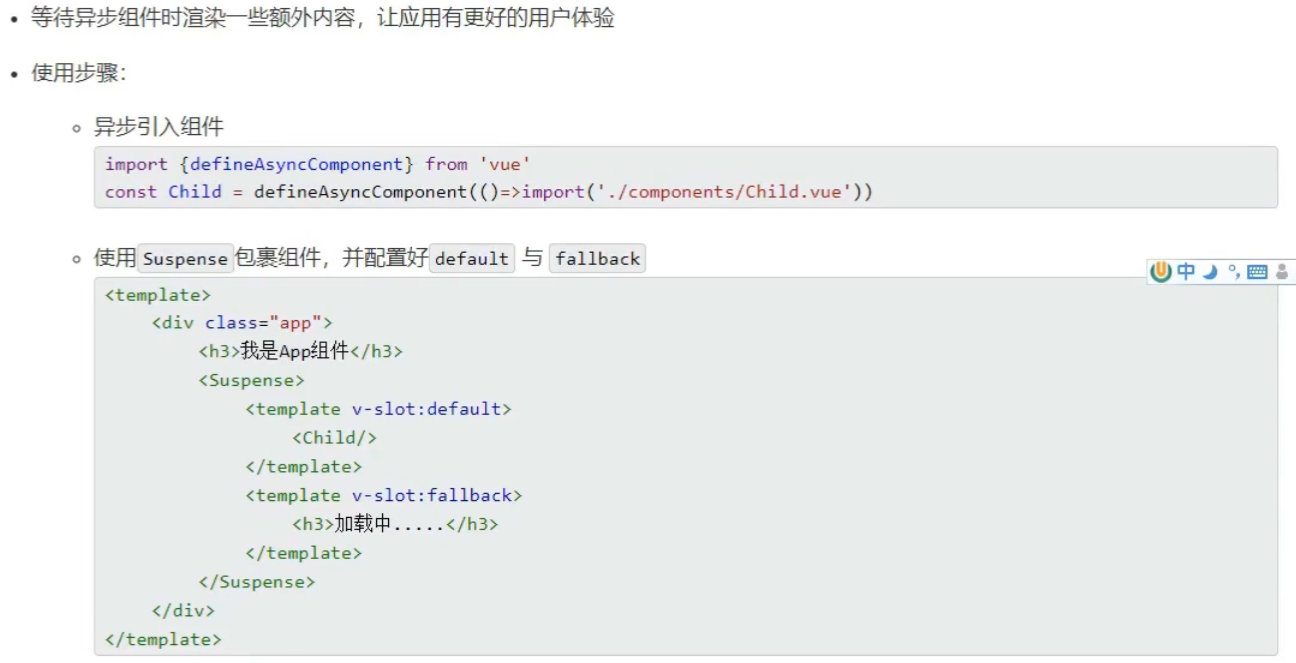 等待异步组件时渲染一些额外内容，让应用有更好的用户体验
使用步骤：
异步引入组件
import {defineAsyncComponent} from 'vue'
const Child = defineAsyncComponent(()=>import('./components/Child.vue'))
使用Suspense包裹组件，并配置好default 与 fallback
中
<template>
    <div class="app">
        <h3>我是App组件</h3>
        <Suspense>
            <template v-slot:default>
                <Child/>
            </template>
            <template v-slot:fallback>
                <h3>加载中.....</h3>
            </template>
        </Suspense>
    </div>
</template>